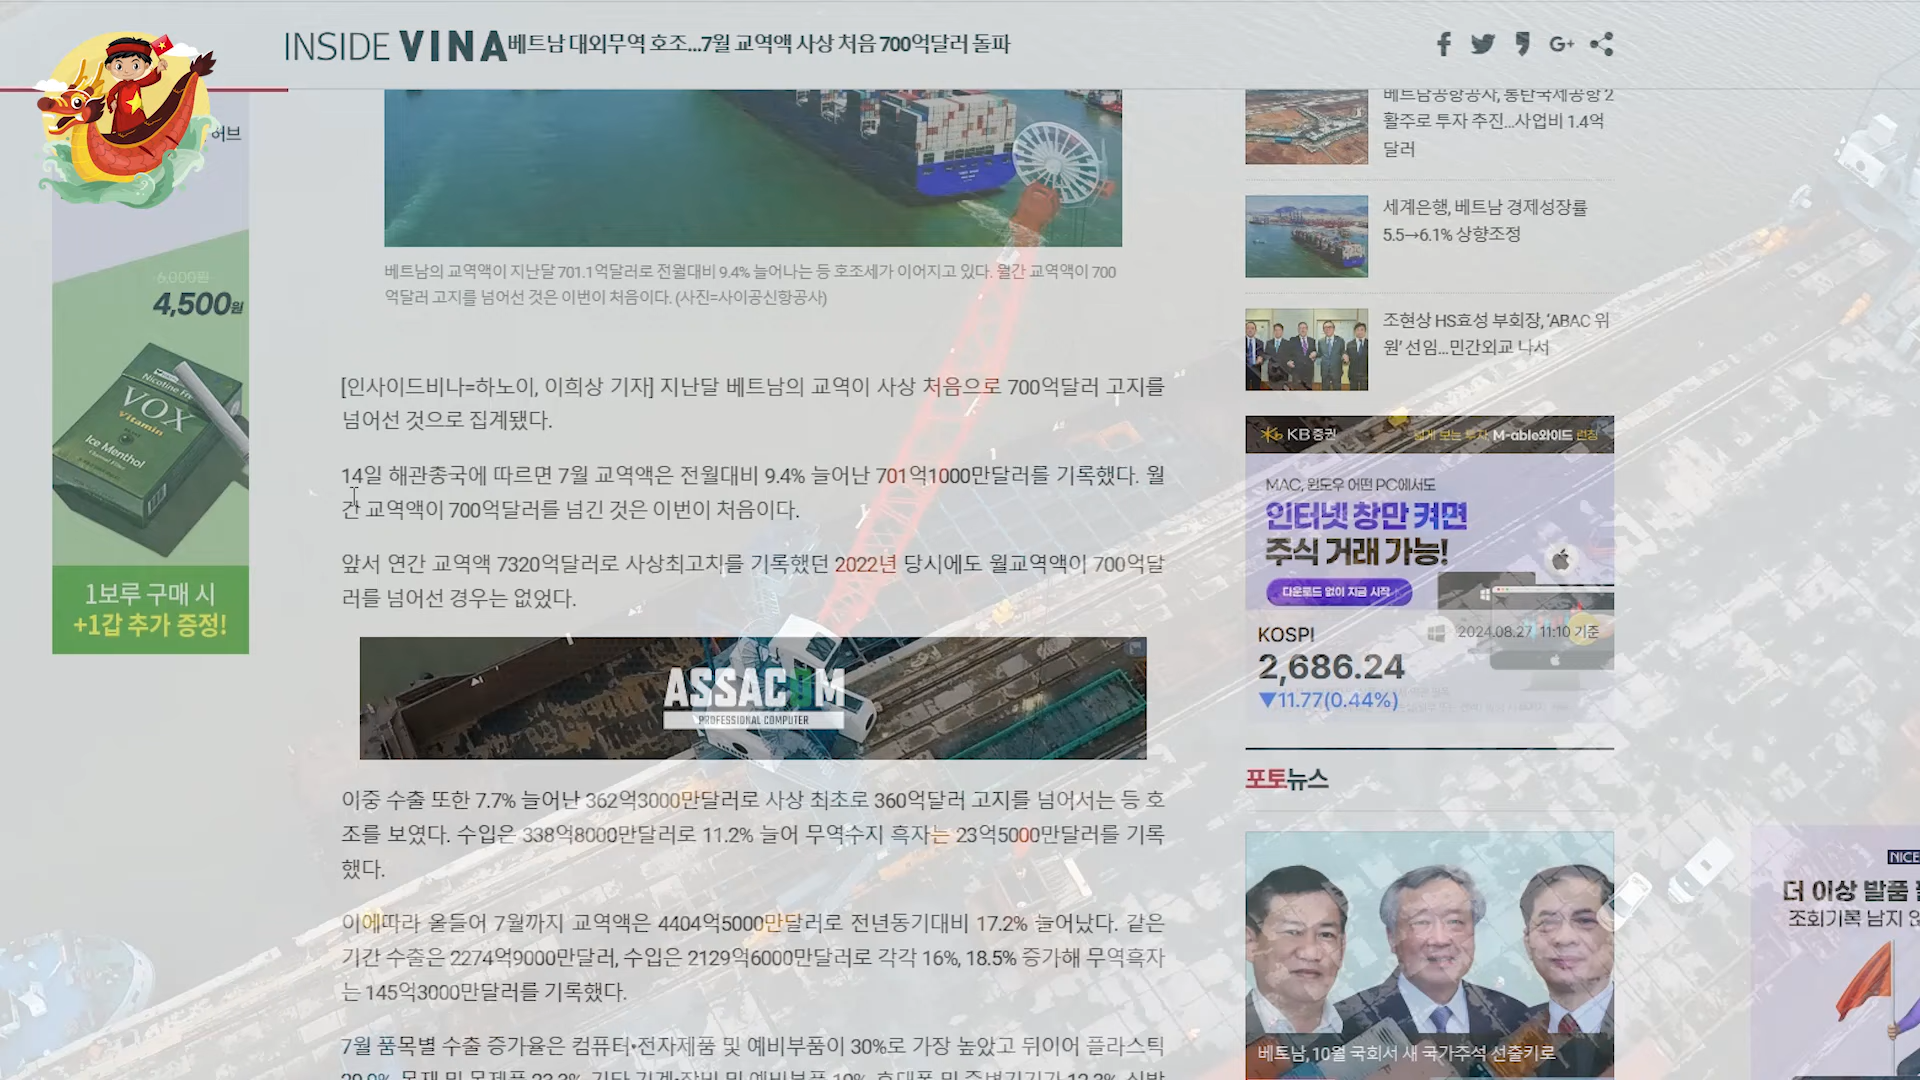 INSIDE VINA 베트남 대외무역 호조...7월 교역액 사상 처음 700억달러 돌파
G+
허브
6,000원
4,500원
VOX
vitamin
Ice Menthol
1보루 구매 시
+1갑 추가 증정!
베트남의 교역액이 지난달 701.1억달러로 전월대비 9.4% 늘어나는 등 호조세가 이어지고 있다. 월간 교역액이 700
억달러 고지를 넘어선 것은 이번이 처음이다. (사진=사이공신항공사)
[인사이드비나=하노이, 이희상 기자] 지난달 베트남의 교역이 사상 처음으로 700억달러 고지를
넘어선 것으로 집계됐다.
14일 해관총국에 따르면 7월 교역액은 전월대비 9.4% 늘어난 701억1000만달러를 기록했다. 월
간 교역액이 700억달러를 넘긴 것은 이번이 처음이다.
앞서 연간 교역액 7320억달러로 사상최고치를 기록했던 2022년 당시에도 월교역액이 700억달
러를 넘어선 경우는 없었다.
ASSACOM
PROFESSIONAL COMPUTER
이중 수출 또한 7.7% 늘어난 362억3000만달러로 사상 최초로 360억달러 고지를 넘어서는 등 호
조를 보였다. 수입은 338억8000만달러로 11.2% 늘어 무역수지 흑자는 23억5000만달러를 기록
했다.
이에따라 올들어 7월까지 교역액은 4404억5000만달러로 전년동기대비 17.2% 늘어났다. 같은
기간 수출은 2274억9000만달러, 수입은 2129억6000만달러로 각각 16%, 18.5% 증가해 무역흑자
는 145억3000만달러를 기록했다.
7월 품목별 수출 증가율은 컴퓨터•전자제품 및 예비부품이 30%로 가장 높았고 뒤이어 플라스틱
베트남공항공사, 롱탄국제공항 2
활주로 투자 추진...사업비 1.4억
달러
세계은행, 베트남 경제성장률
5.5→6.1% 상향조정
조현상 HS효성 부회장, ‘ABAC 위
원’ 선임...민간외교 나서
KB증권
넓게 보는 투자, M-able와이드 런칭
MAC, 윈도우 어떤 PC에서도
인터넷 창만 켜면
주식 거래 가능!
다운로드 없이 지금 시작
KOSPI
2024.08.27 11:10 기준
2,686.24
▼11.77(0.44%)
포토뉴스
베트남, 10월 국회서 새 국가주석 선출키로
NICE
더 이상 발품
조회기록 남지